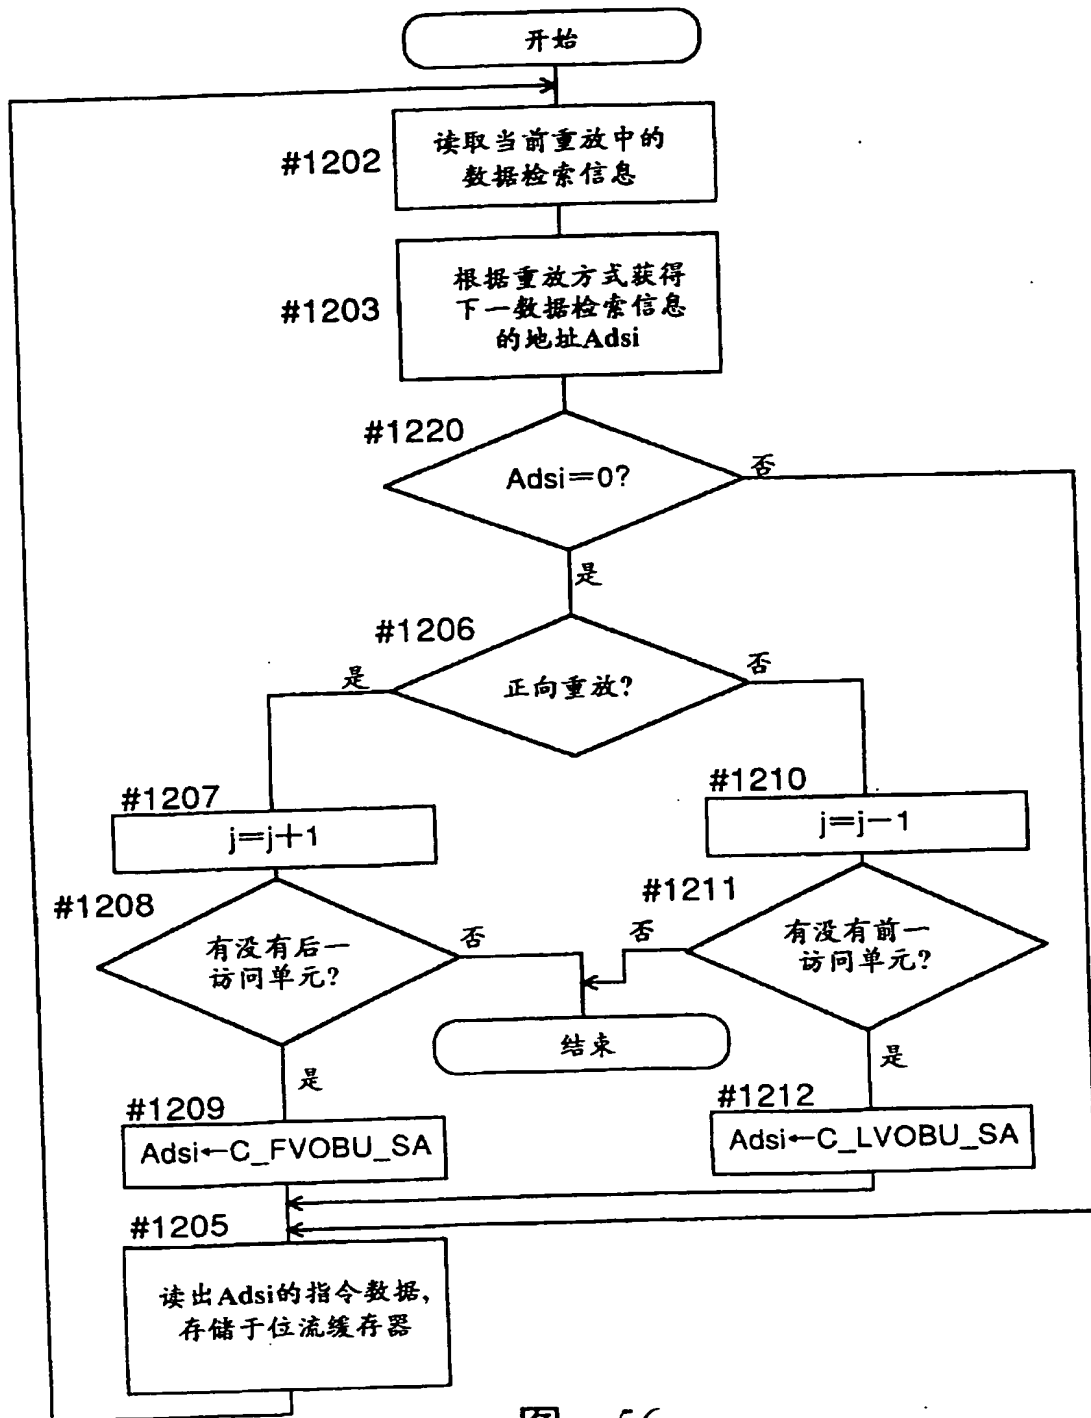 开始
#1202
读取当前重放中的
数据检索信息
#1203
根据重放方式获得
下一数据检索信息
的地址Adsi
#1220
Adsi=0?
否
是
#1206
正向重放?
是
否
#1207
j=j+1
#1210
j=j-1
#1208
有没有后一
访问单元?
否
#1211
有没有前一
访问单元?
否
结束
是
是
#1209
Adsi←C_FVOBU_SA
#1212
Adsi←C_LVOBU_SA
#1205
读出Adsi的指令数据,
存储于位流缓存器
图 56